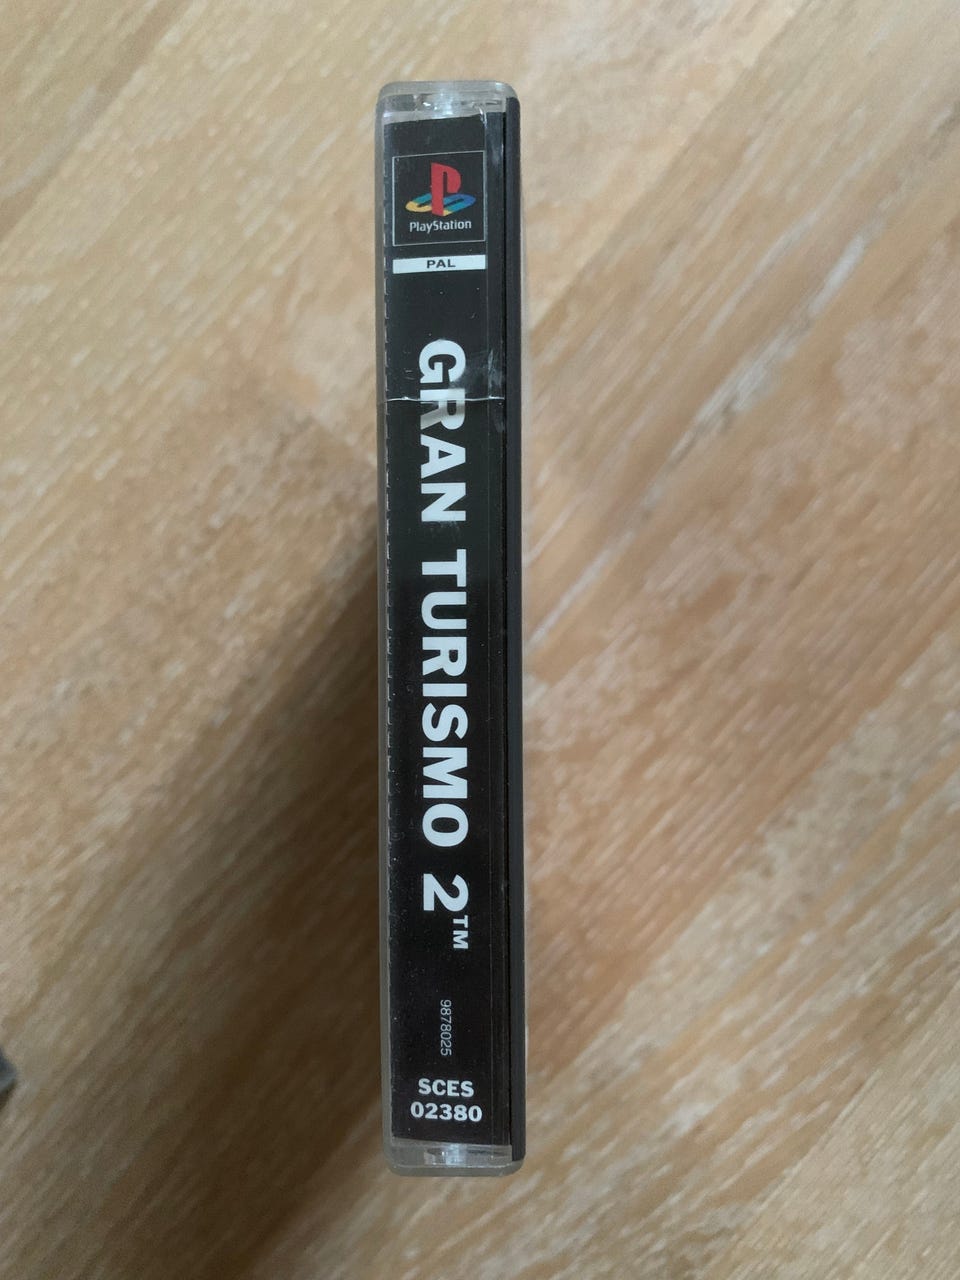 PlayStation
PAL
GRAN TURISMO 2™
9878025
SCES
02380